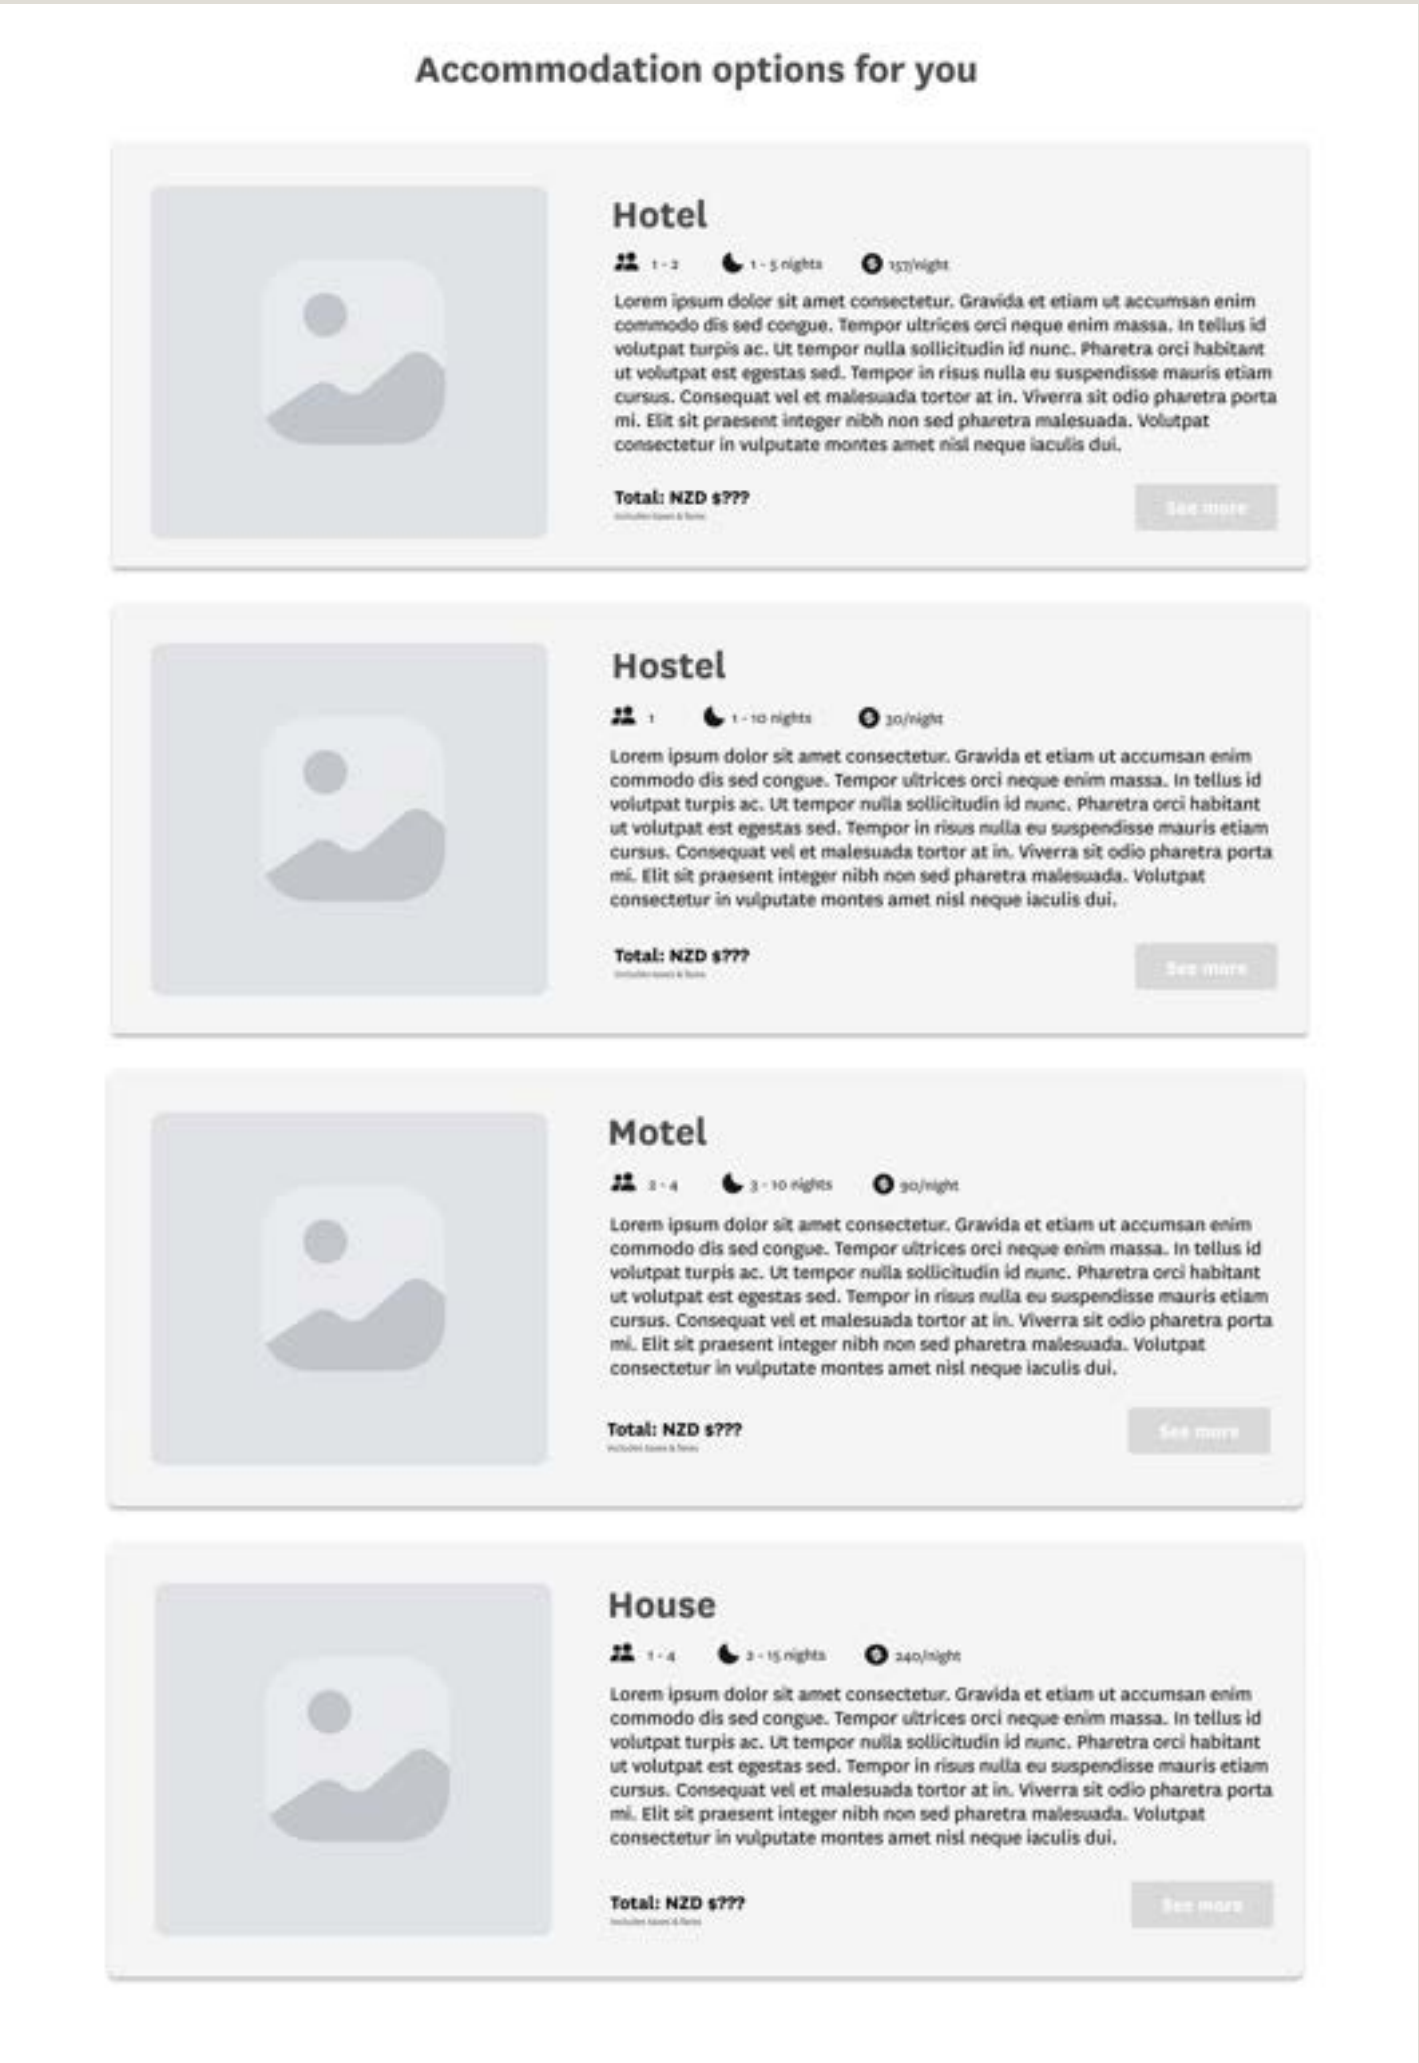 Accommodation options for you
Hotel
1 - 2 1 - 5 nights 157/night
Lorem ipsum dolor sit amet consectetur. Gravida et etiam ut accumsan enim
commodo dis sed congue. Tempor ultrices orci neque enim massa. In tellus id
volutpat turpis ac. Ut tempor nulla sollicitudin id nunc. Pharetra orci habitant
ut volutpat est egestas sed. Tempor in risus nulla eu suspendisse mauris etiam
cursus. Consequat vel et malesuada tortor at in. Viverra sit odio pharetra porta
mi. Elit sit praesent integer nibh non sed pharetra malesuada. Volutpat
consectetur in vulputate montes amet nisl neque iaculis dui.
Total: NZD $???
Includes taxes &
See more
Hostel
1 1 - 10 nights 30/night
Lorem ipsum dolor sit amet consectetur. Gravida et etiam ut accumsan enim
commodo dis sed congue. Tempor ultrices orci neque enim massa. In tellus id
volutpat turpis ac. Ut tempor nulla sollicitudin id nunc. Pharetra orci habitant
ut volutpat est egestas sed. Tempor in risus nulla eu suspendisse mauris etiam
cursus. Consequat vel et malesuada tortor at in. Viverra sit odio pharetra porta
mi. Elit sit praesent integer nibh non sed pharetra malesuada. Volutpat
consectetur in vulputate montes amet nisl neque iaculis dui.
Total: NZD $???
Includes taxes &
See more
Motel
2 - 4 3 - 10 nights 90/night
Lorem ipsum dolor sit amet consectetur. Gravida et etiam ut accumsan enim
commodo dis sed congue. Tempor ultrices orci neque enim massa. In tellus id
volutpat turpis ac. Ut tempor nulla sollicitudin id nunc. Pharetra orci habitant
ut volutpat est egestas sed. Tempor in risus nulla eu suspendisse mauris etiam
cursus. Consequat vel et malesuada tortor at in. Viverra sit odio pharetra porta
mi. Elit sit praesent integer nibh non sed pharetra malesuada. Volutpat
consectetur in vulputate montes amet nisl neque iaculis dui.
Total: NZD $???
Includes taxes &
See more
House
1 - 4 2 - 15 nights 240/night
Lorem ipsum dolor sit amet consectetur. Gravida et etiam ut accumsan enim
commodo dis sed congue. Tempor ultrices orci neque enim massa. In tellus id
volutpat turpis ac. Ut tempor nulla sollicitudin id nunc. Pharetra orci habitant
ut volutpat est egestas sed. Tempor in risus nulla eu suspendisse mauris etiam
cursus. Consequat vel et malesuada tortor at in. Viverra sit odio pharetra porta
mi. Elit sit praesent integer nibh non sed pharetra malesuada. Volutpat
consectetur in vulputate montes amet nisl neque iaculis dui.
Total: NZD $???
Includes taxes &
See more